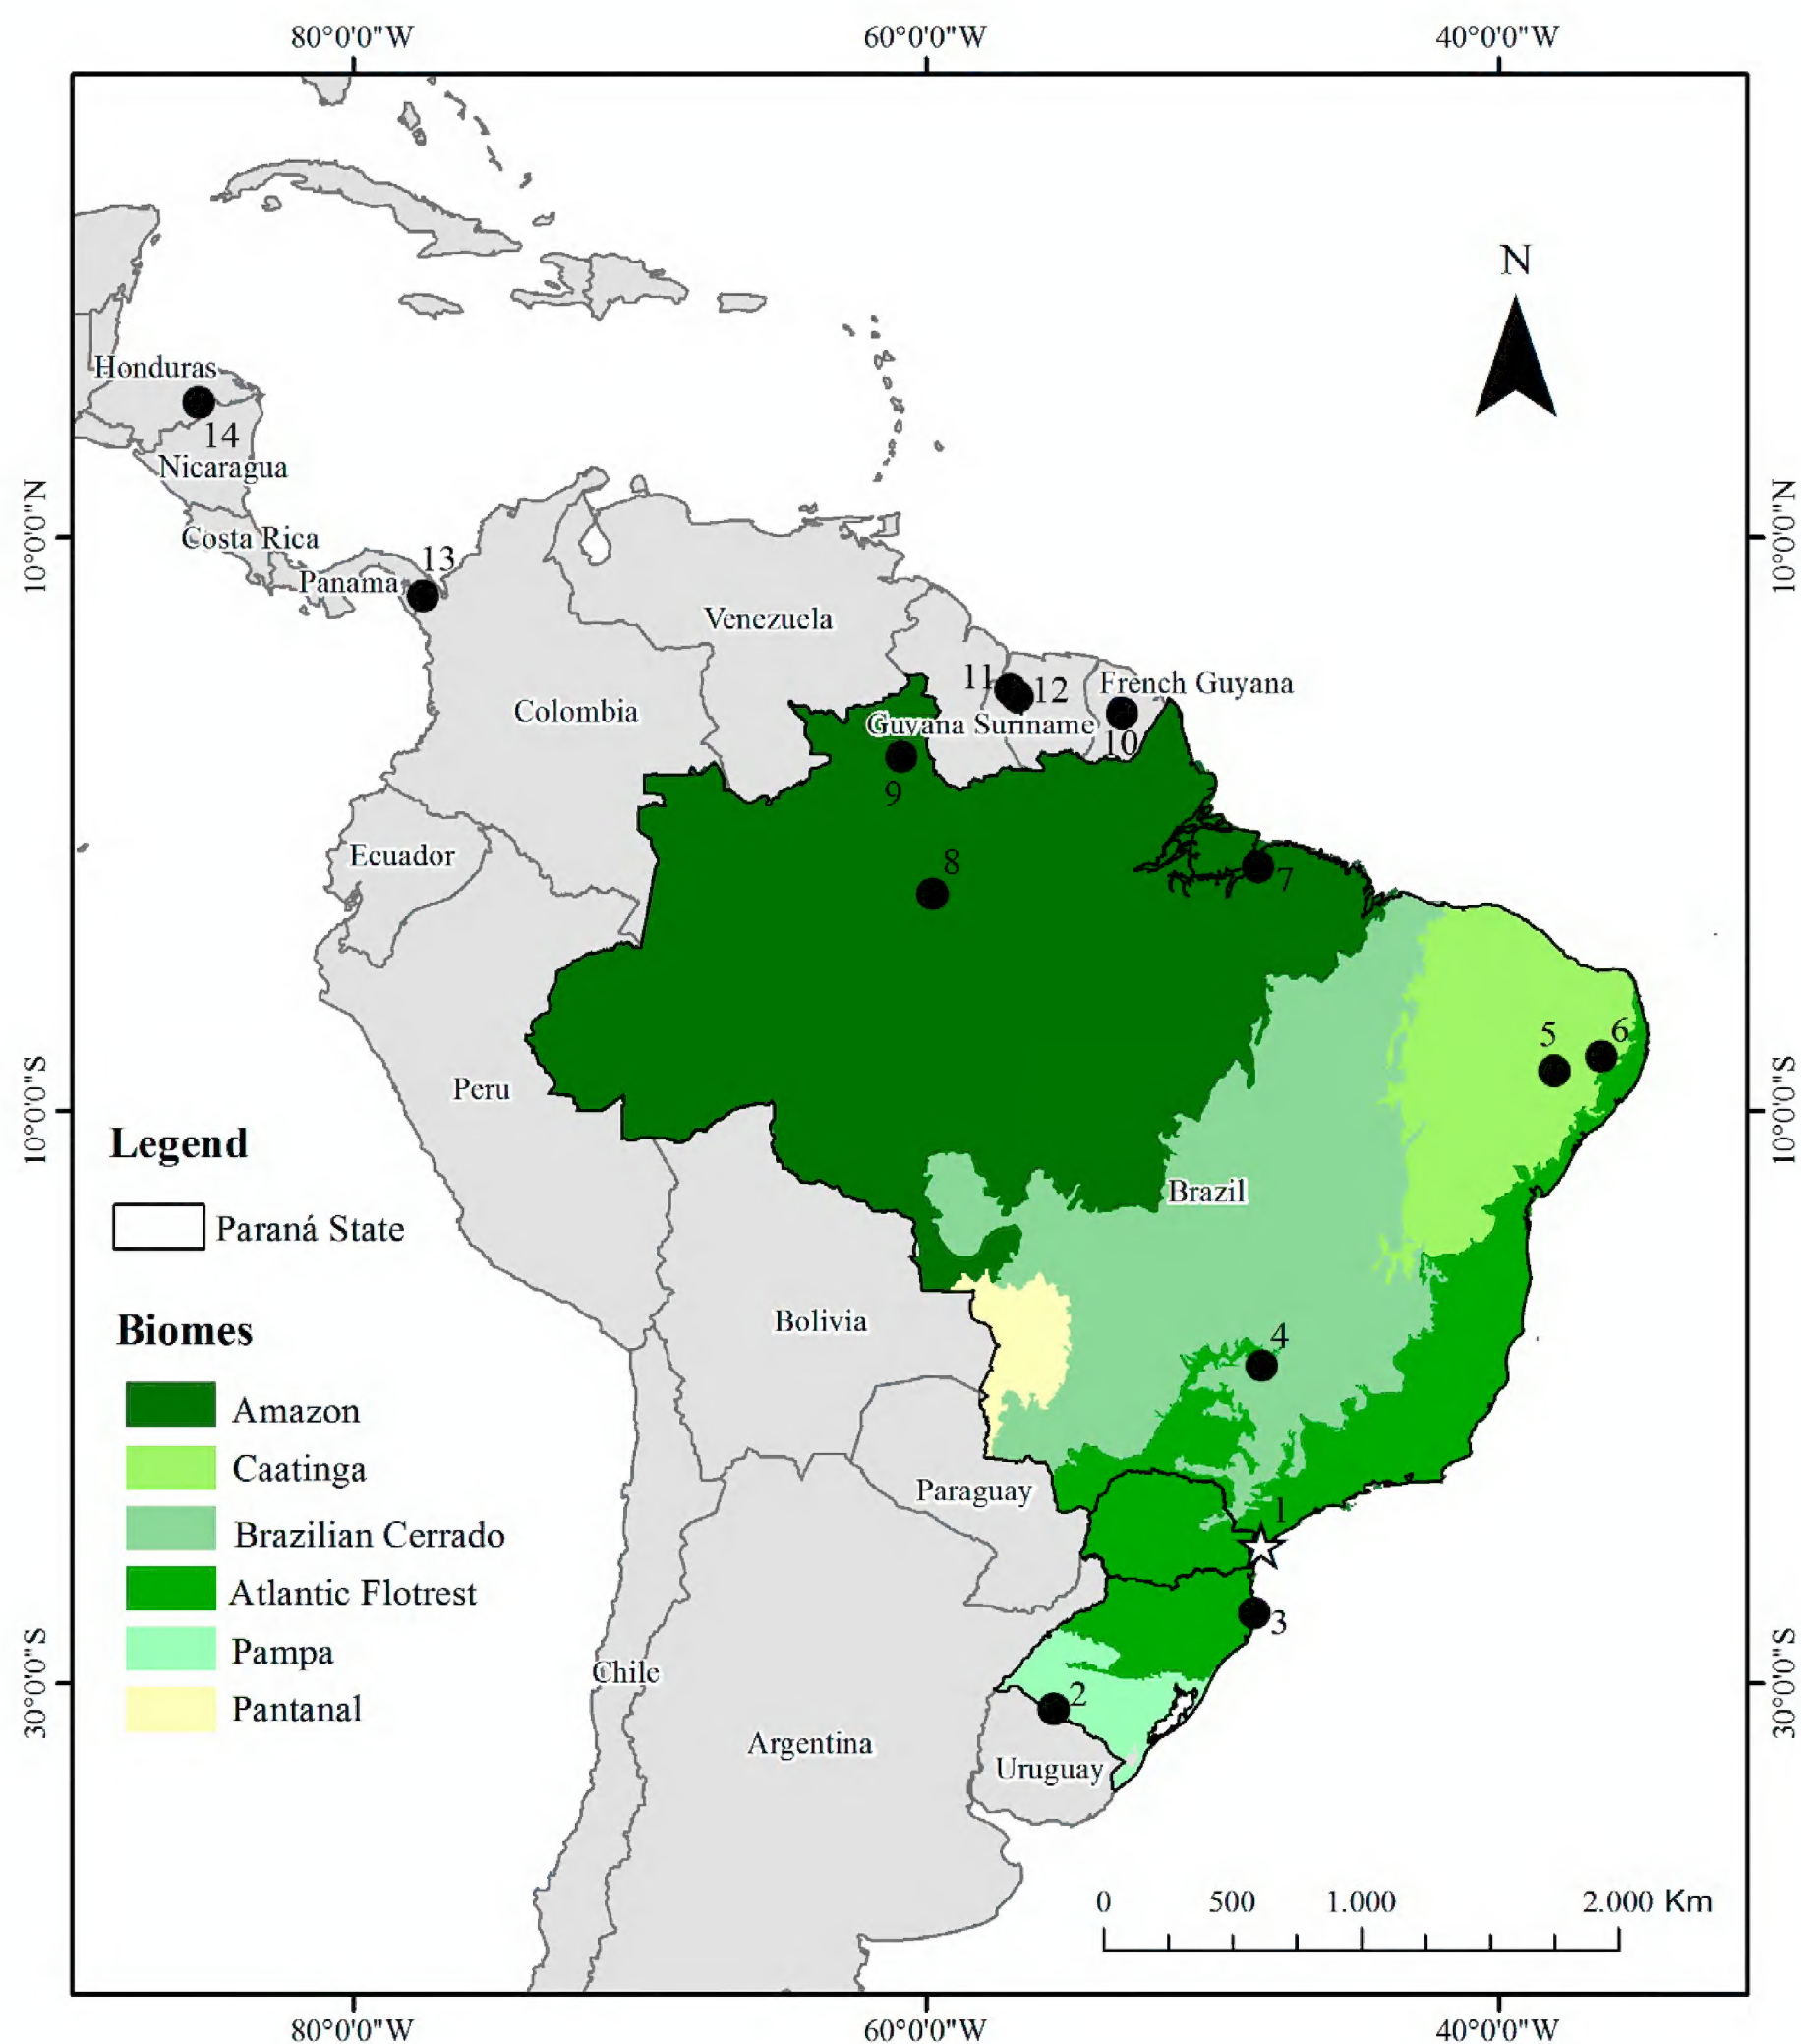 80°0'0"W 60°0'0"W 40°0'0"W
N
Honduras
14
Nicaragua
10°0'0"N
10°0'0"N
Costa Rica
13
Panama
Venezuela
11
12
French Guyana
Colombia
Guyana Suriname
10
9
Ecuador
8
7
5
6
10°0'0"S
10°0'0"S
Peru
Legend
Paraná State
Brazil
Biomes
Bolivia
4
Amazon
Caatinga
Paraguay
1
Brazilian Cerrado
Atlantic Flotrest
3
Pampa
Chile
30°0'0"S
30°0'0"S
2
Pantanal
Argentina
Uruguay
0 500 1.000 2.000 Km
80°0'0"W 60°0'0"W 40°0'0"W